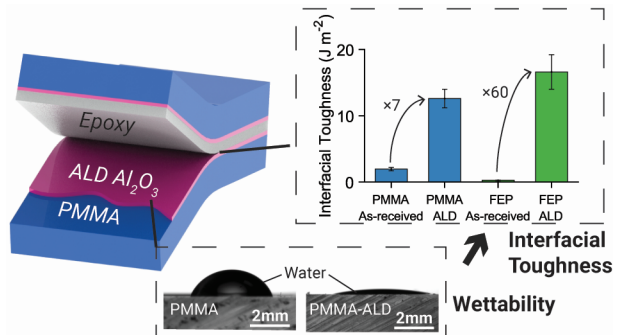 Epoxy
ALD Al₂O₃
PMMA
Interfacial Toughness (J m⁻²)
20
10
0
×7
×60
PMMA As-received
PMMA ALD
FEP As-received
FEP ALD
Interfacial
Toughness
Water
PMMA
2mm
PMMA-ALD
2mm
Wettability